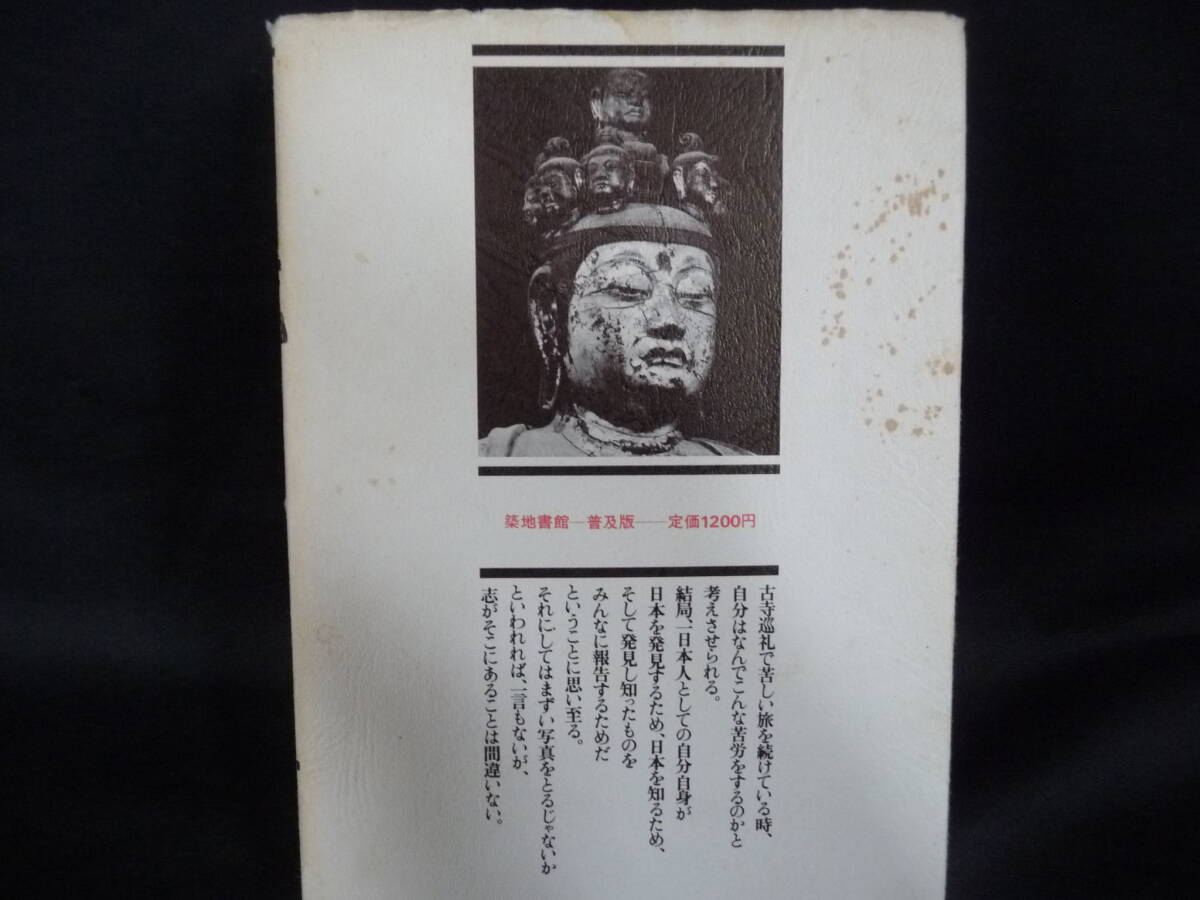 築地書館─普及版──定価1200円
古寺巡礼で苦しい旅を続けている時、
自分はなんでこんな苦労をするのかと
考えさせられる。
結局、一日本人としての自分自身が
日本を発見するため、日本を知るため、
そして発見し知ったものを
みんなに報告するためだ
ということに思い至る。
それにしてはまずい写真をとるじゃないか
といわれれば、一言もないが、
志がそこにあることは間違いない。